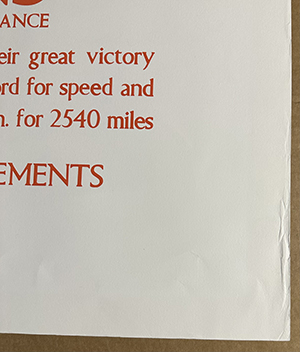 ANCE
eir great victory
ord for speed and
n. for 2540 miles
EMENTS